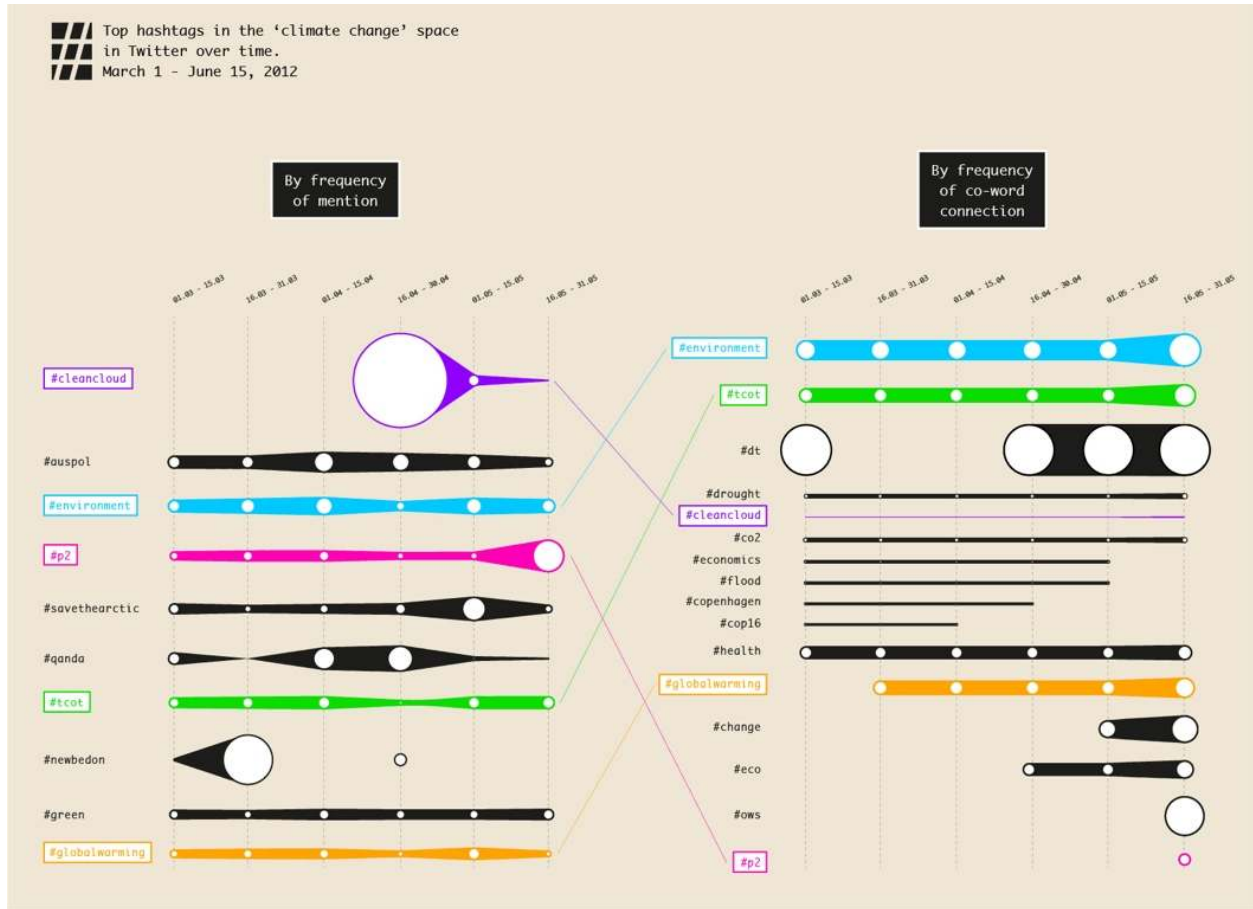 Top hashtags in the ‘climate change’ space
in Twitter over time.
March 1 - June 15, 2012
By frequency
of mention
01.03 - 15.03
16.03 - 31.03
01.04 - 15.04
16.04 - 30.04
01.05 - 15.05
16.05 - 31.05
#cleancloud
#auspol
#environment
#p2
#savethearctic
#qanda
#tcot
#newbedon
#green
#globalwarming
By frequency
of co-word
connection
01.03 - 15.03
16.03 - 31.03
01.04 - 15.04
16.04 - 30.04
01.05 - 15.05
16.05 - 31.05
#environment
#tcot
#dt
#drought
#cleancloud
#co2
#economics
#flood
#copenhagen
#cop16
#health
#globalwarming
#change
#eco
#ows
#p2